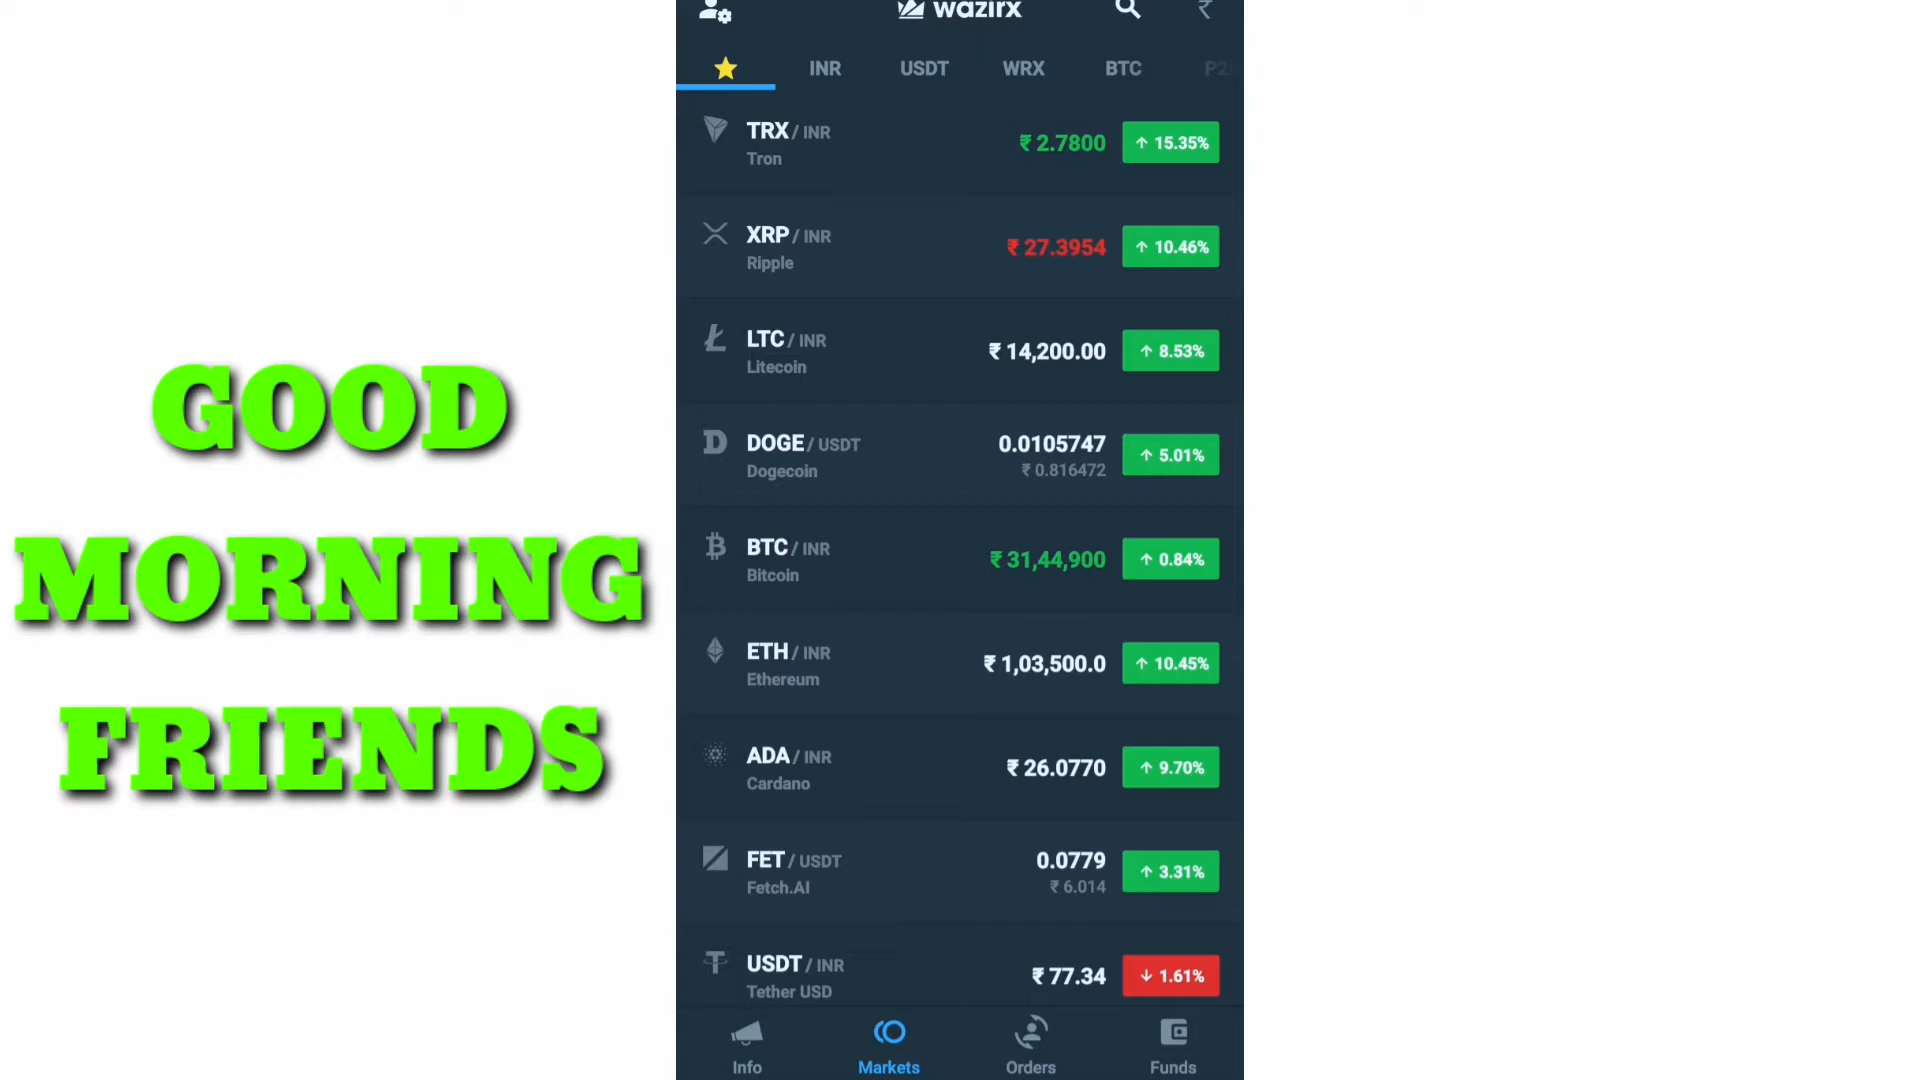 GOOD
MORNING
FRIENDS
wazirx
₹
INR
USDT
WRX
BTC
TRX / INR
Tron
₹ 2.7800
↑ 15.35%
XRP / INR
Ripple
₹ 27.3954
↑ 10.46%
LTC / INR
Litecoin
₹ 14,200.00
↑ 8.53%
DOGE / USDT
Dogecoin
0.0105747
₹ 0.816472
↑ 5.01%
BTC / INR
Bitcoin
₹ 31,44,900
↑ 0.84%
ETH / INR
Ethereum
₹ 1,03,500.0
↑ 10.45%
ADA / INR
Cardano
₹ 26.0770
↑ 9.70%
FET / USDT
Fetch.AI
0.0779
₹ 6.014
↑ 3.31%
USDT / INR
Tether USD
₹ 77.34
↓ 1.61%
Info
Markets
Orders
Funds